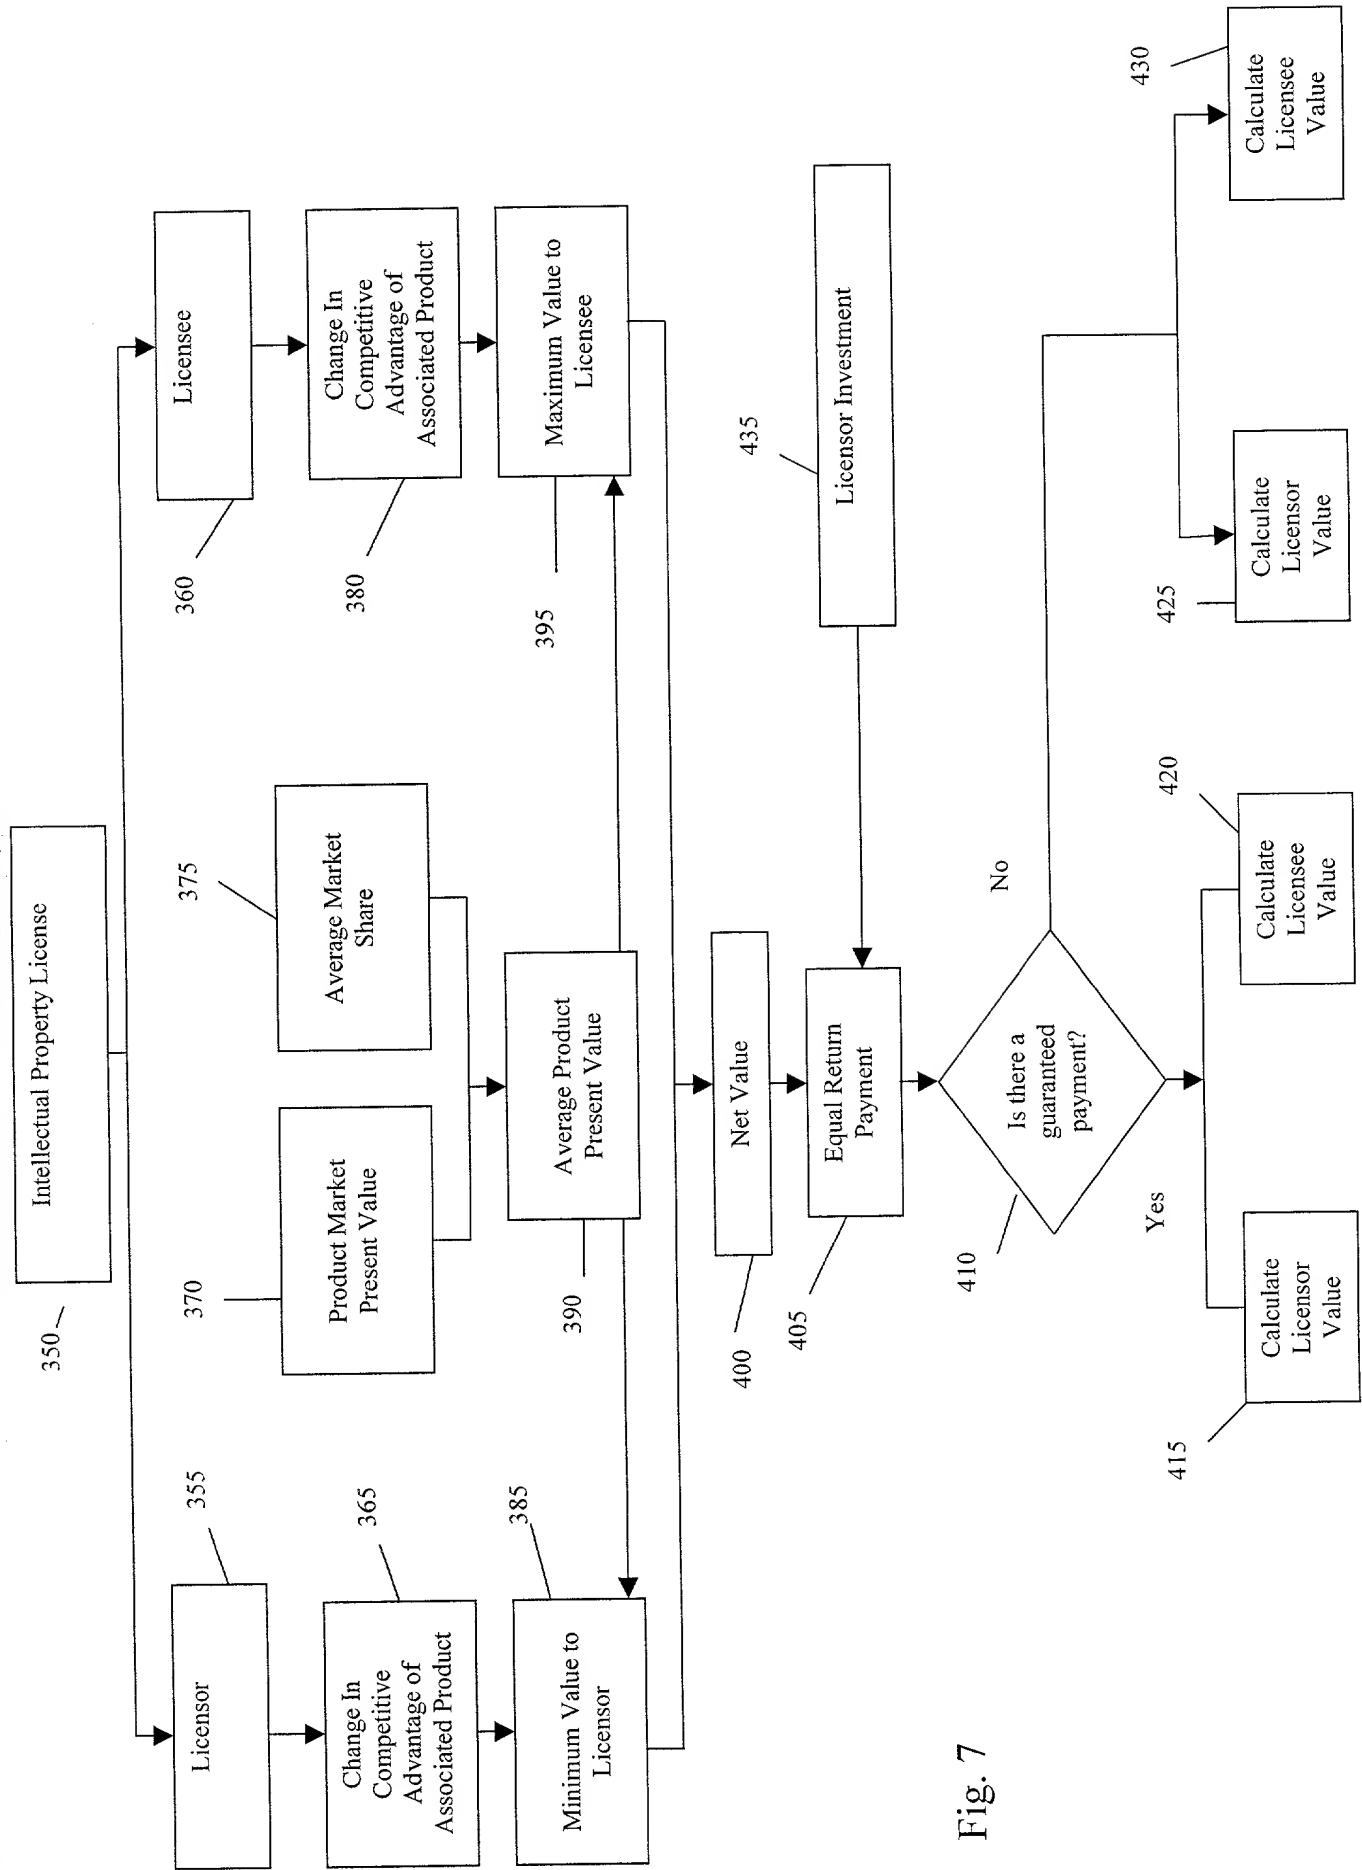 350
Intellectual Property License
355
Licensor
360
Licensee
365
Change In
Competitive
Advantage of
Associated Product
370
Product Market
Present Value
375
Average Market
Share
380
Change In
Competitive
Advantage of
Associated Product
385
Minimum Value to
Licensor
390
Average Product
Present Value
395
Maximum Value to
Licensee
400
Net Value
405
Equal Return
Payment
435
Licensor Investment
410
Is there a
guaranteed
payment?
Yes
No
415
Calculate
Licensor
Value
420
Calculate
Licensee
Value
425
Calculate
Licensor
Value
430
Calculate
Licensee
Value
Fig. 7